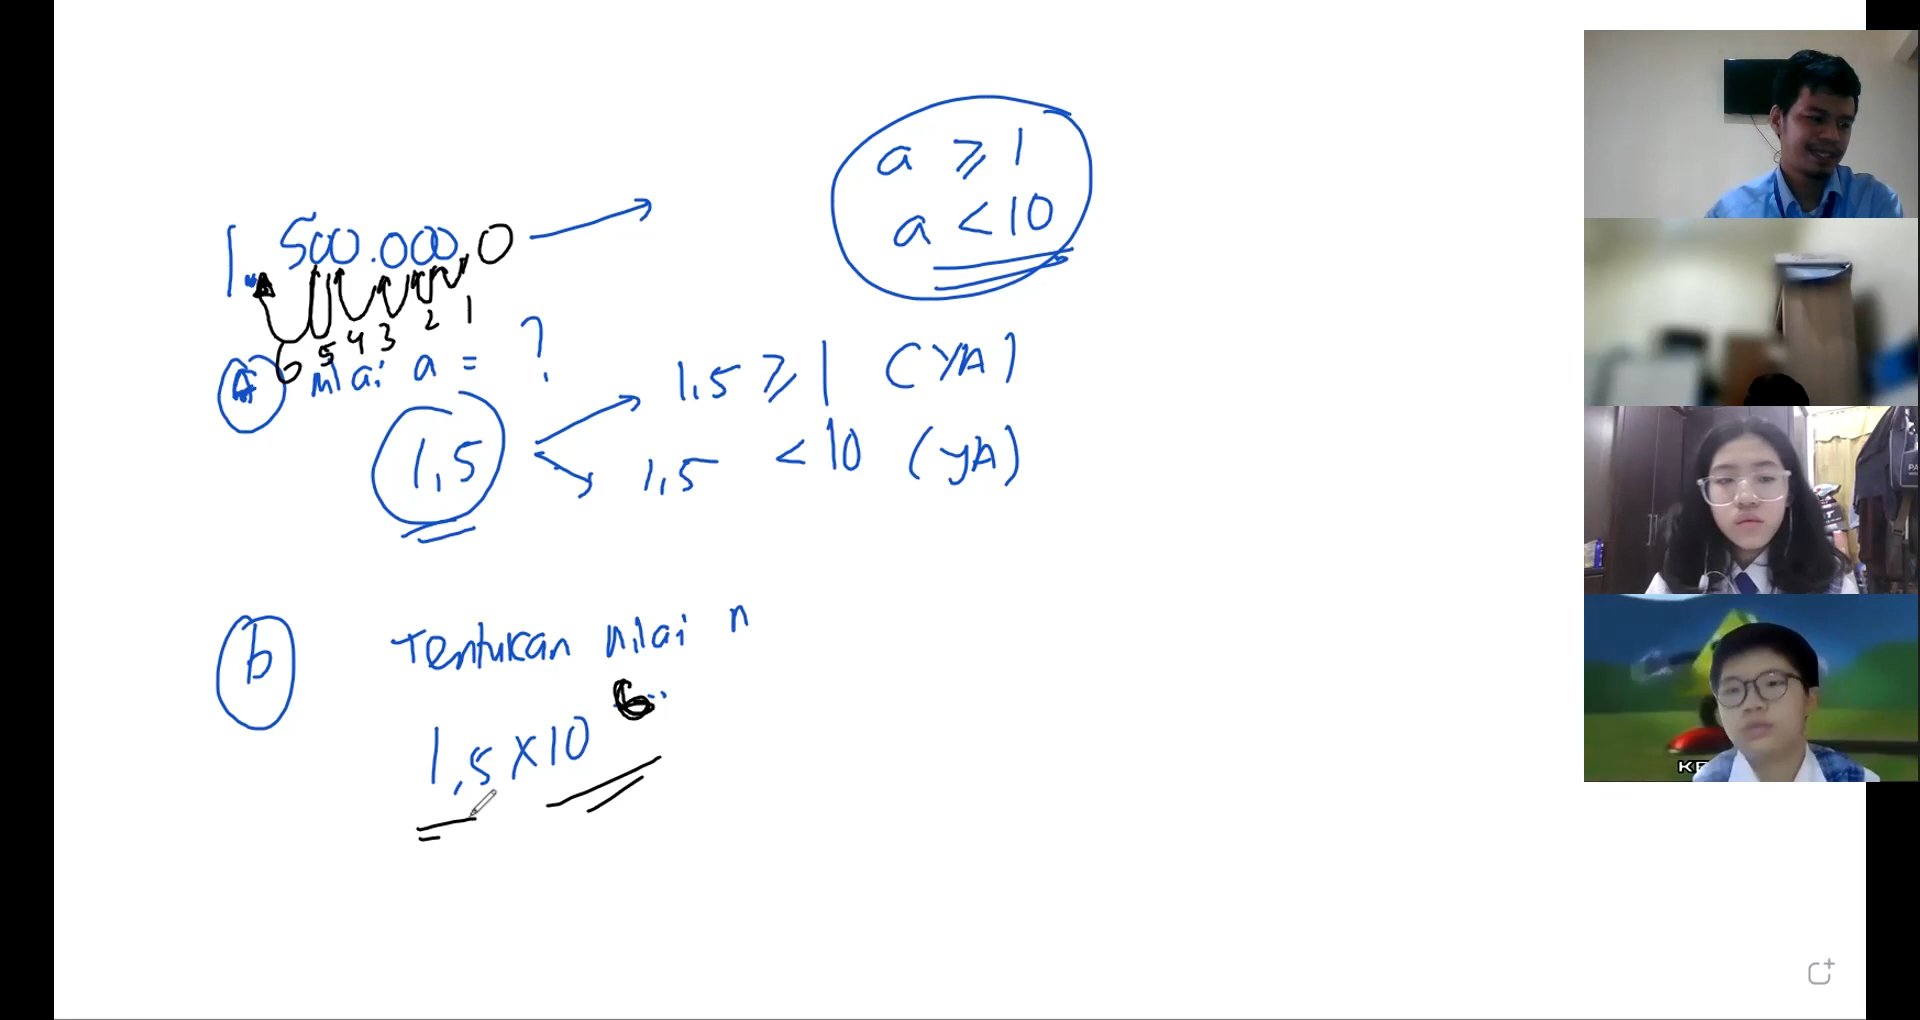 a ≥ 1
a < 10
1.500.000,0
6 5 4 3 2 1
a nilai a = ?
1,5 ≥ 1 (YA)
1,5
1,5 < 10 (YA)
b Tentukan nilai n
1,5 × 10 6